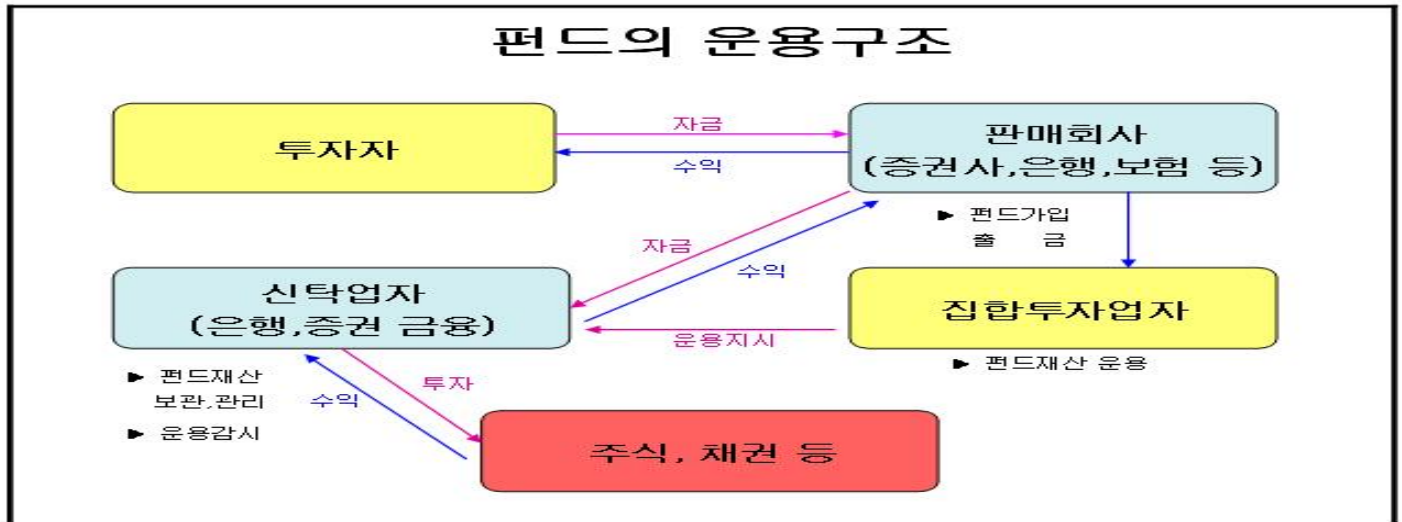 펀드의 운용구조
투자자
자금
수익
판매회사
(증권사,은행,보험 등)
▶ 펀드가입
출 금
자금
수익
신탁업자
(은행,증권 금융)
운용지시
집합투자업자
▶ 펀드재산 운용
▶ 펀드재산
보관,관리
▶ 운용감시
투자
수익
주식, 채권 등